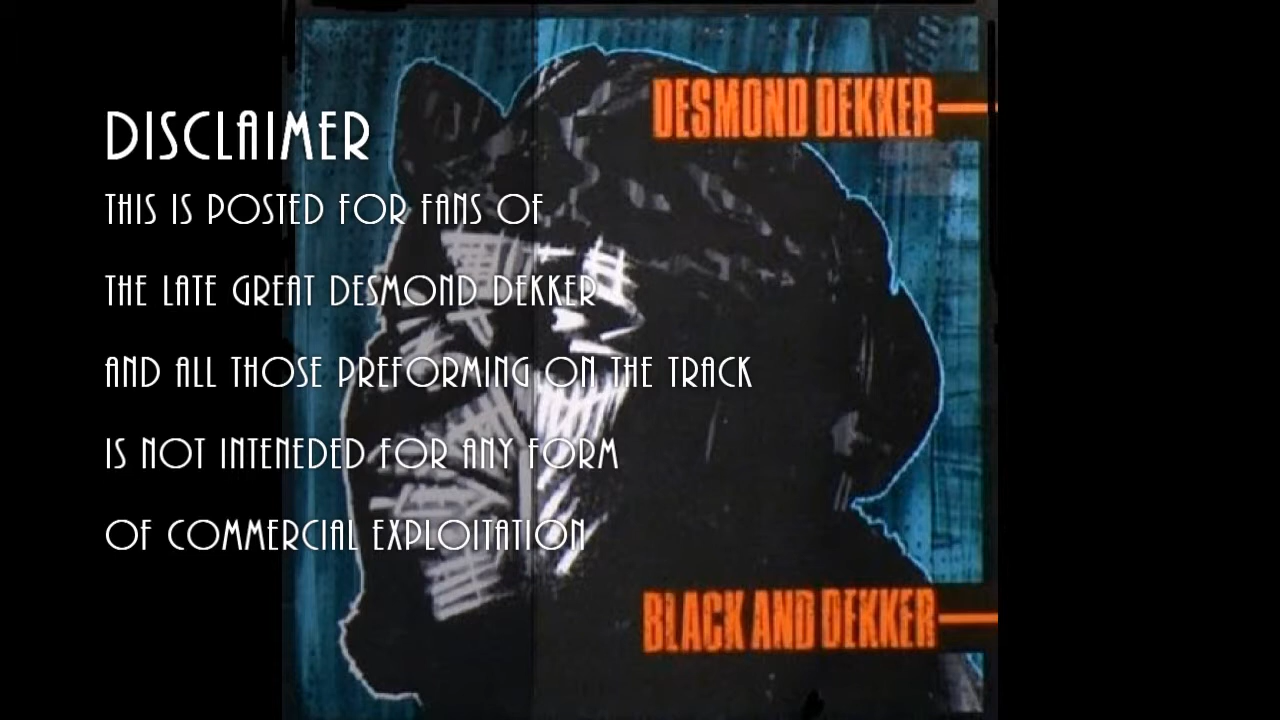 DESMOND DEKKER
DISCLAIMER
THIS IS POSTED FOR FANS OF
THE LATE GREAT DESMOND DEKKER
AND ALL THOSE PREFORMING ON THE TRACK
IS NOT INTENEDED FOR ANY FORM
OF COMMERCIAL EXPLOITATION
BLACK AND DEKKER